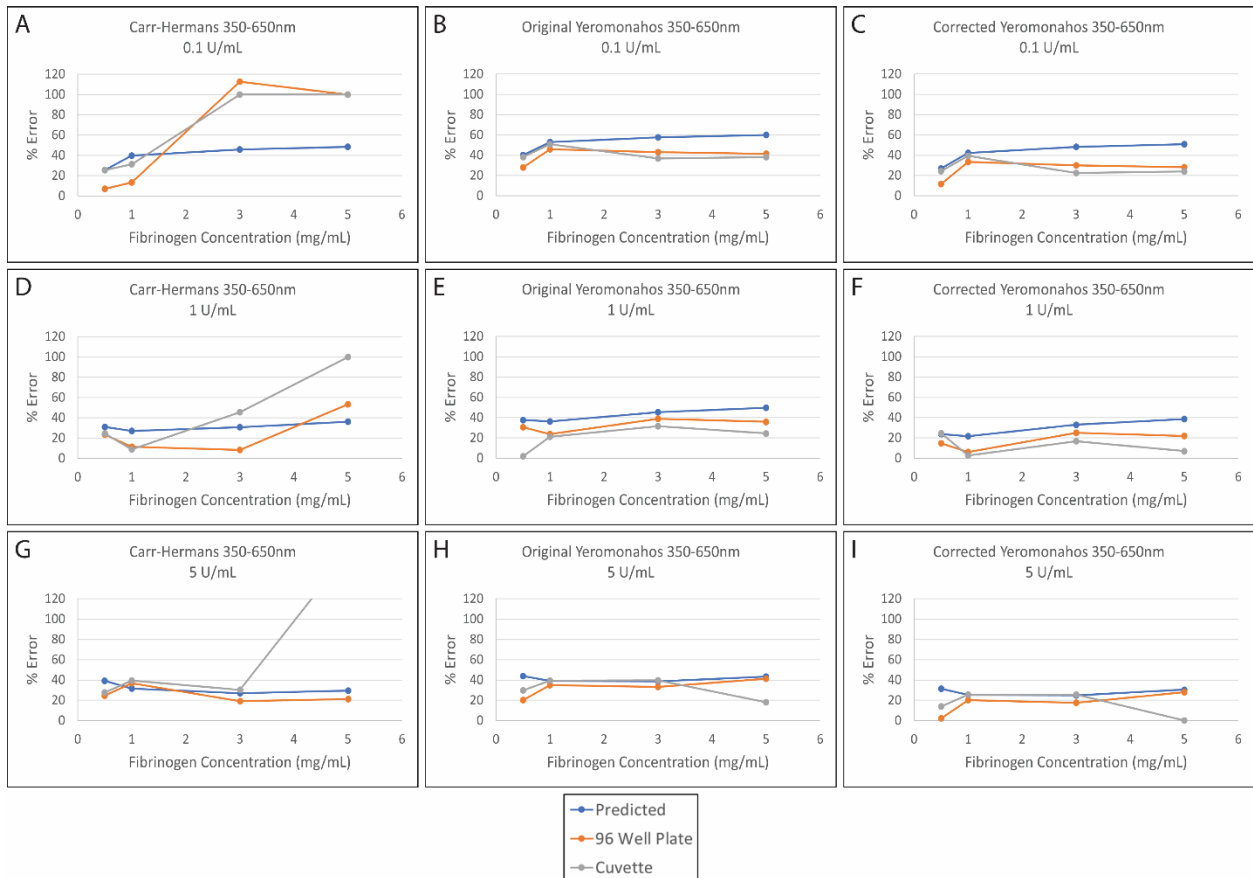 A
Carr-Hermans 350-650nm
0.1 U/mL
120
100
80
60
40
20
0
% Error
0 1 2 3 4 5 6
Fibrinogen Concentration (mg/mL)
B
Original Yeromonahos 350-650nm
0.1 U/mL
120
100
80
60
40
20
0
% Error
0 1 2 3 4 5 6
Fibrinogen Concentration (mg/mL)
C
Corrected Yeromonahos 350-650nm
0.1 U/mL
120
100
80
60
40
20
0
% Error
0 1 2 3 4 5 6
Fibrinogen Concentration (mg/mL)
D
Carr-Hermans 350-650nm
1 U/mL
120
100
80
60
40
20
0
% Error
0 1 2 3 4 5 6
Fibrinogen Concentration (mg/mL)
E
Original Yeromonahos 350-650nm
1 U/mL
120
100
80
60
40
20
0
% Error
0 1 2 3 4 5 6
Fibrinogen Concentration (mg/mL)
F
Corrected Yeromonahos 350-650nm
1 U/mL
120
100
80
60
40
20
0
% Error
0 1 2 3 4 5 6
Fibrinogen Concentration (mg/mL)
G
Carr-Hermans 350-650nm
5 U/mL
120
100
80
60
40
20
0
% Error
0 1 2 3 4 5 6
Fibrinogen Concentration (mg/mL)
H
Original Yeromonahos 350-650nm
5 U/mL
120
100
80
60
40
20
0
% Error
0 1 2 3 4 5 6
Fibrinogen Concentration (mg/mL)
I
Corrected Yeromonahos 350-650nm
5 U/mL
120
100
80
60
40
20
0
% Error
0 1 2 3 4 5 6
Fibrinogen Concentration (mg/mL)
Predicted
96 Well Plate
Cuvette